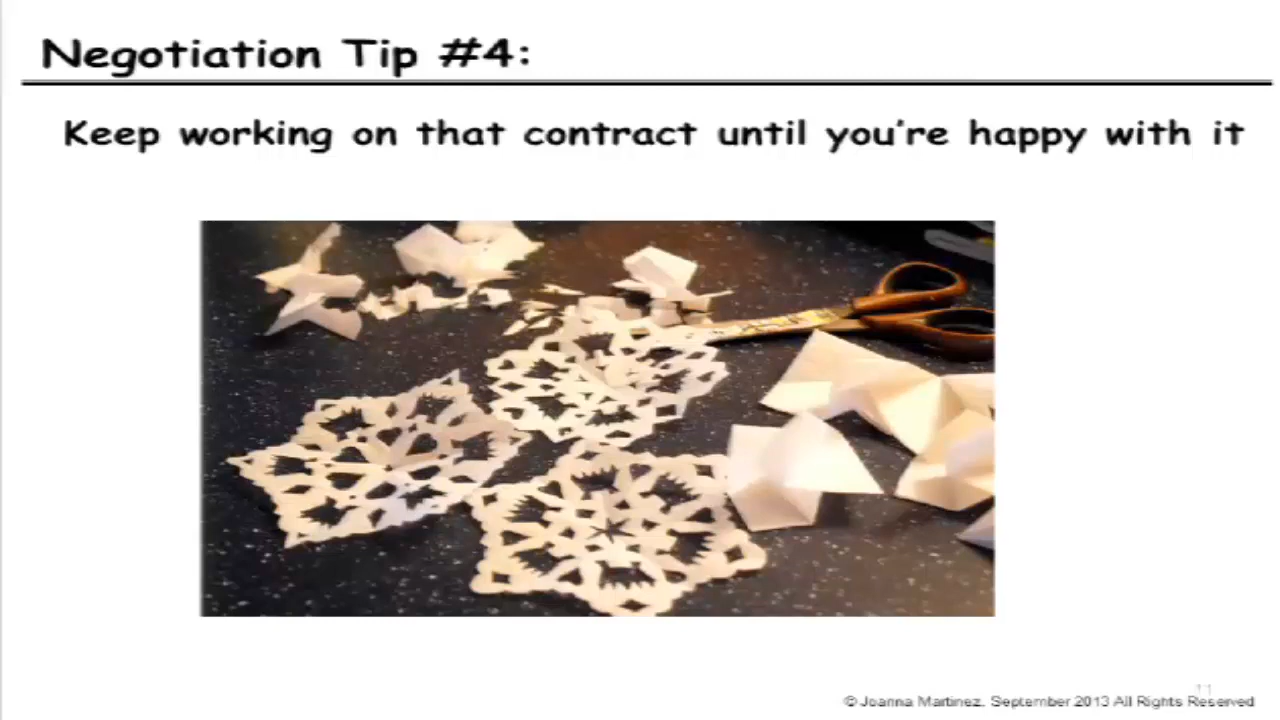 Negotiation Tip #4:
Keep working on that contract until you're happy with it
11
© Joanna Martinez, September 2013 All Rights Reserved